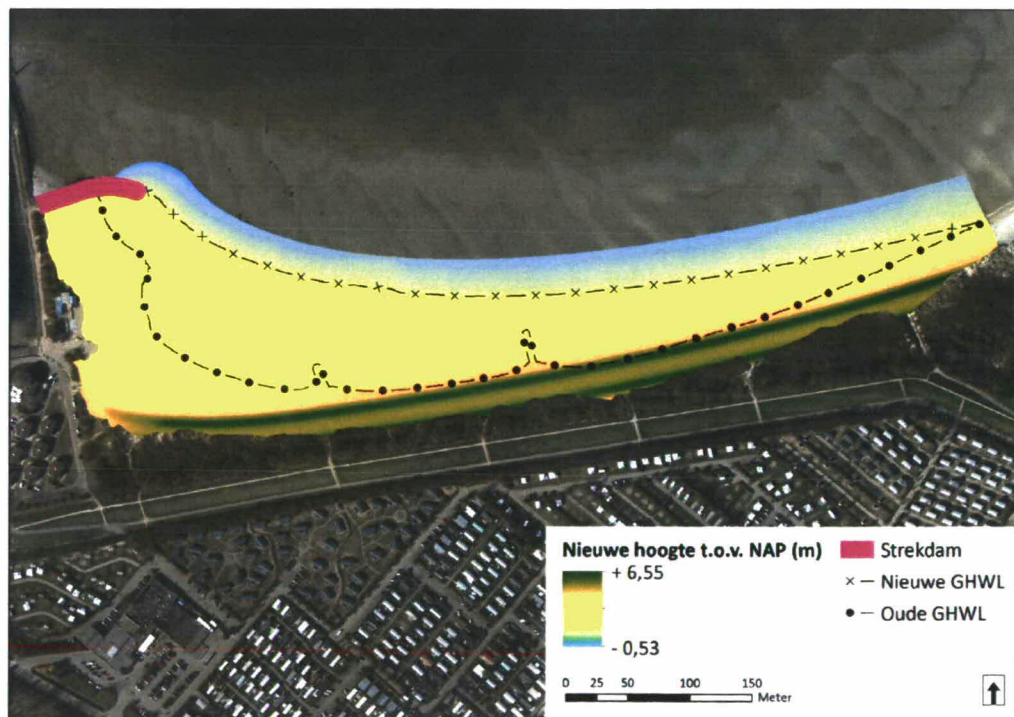 Nieuwe hoogte t.o.v. NAP (m)
+ 6,55
- 0,53
Strekdam
Nieuwe GHWL
Oude GHWL
0 25 50 100 150
Meter